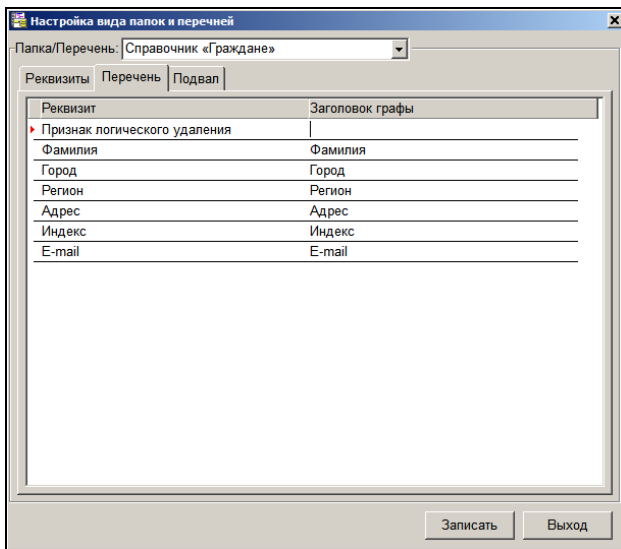 Настройка вида папок и перечней
Папка/Перечень: Справочник «Граждане»
Реквизиты Перечень Подвал
Реквизит Заголовок графы
Признак логического удаления
Фамилия Фамилия
Город Город
Регион Регион
Адрес Адрес
Индекс Индекс
E-mail E-mail
Записать Выход